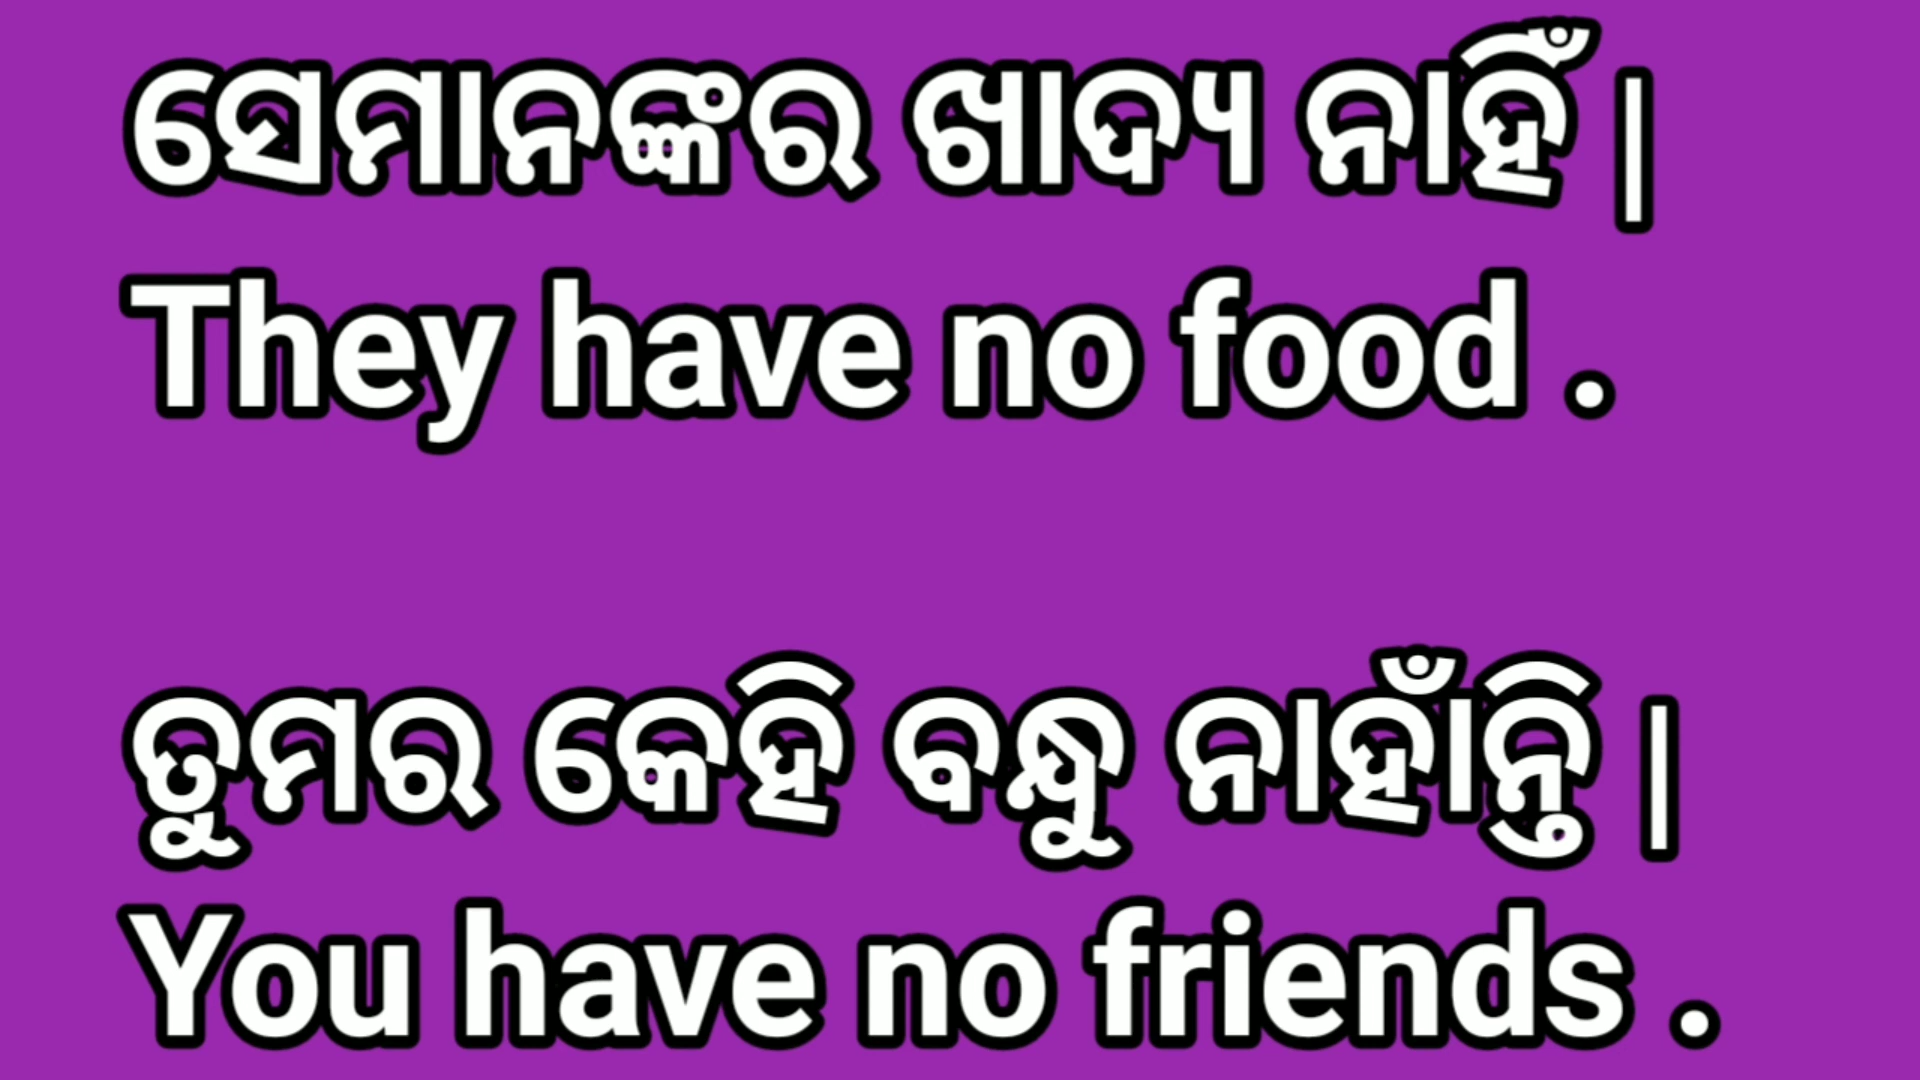 ସେମାନଙ୍କର ଖାଦ୍ୟ ନାହିଁ |
They have no food .
ତୁମର କେହି ବନ୍ଧୁ ନାହାଁନ୍ତି |
You have no friends .